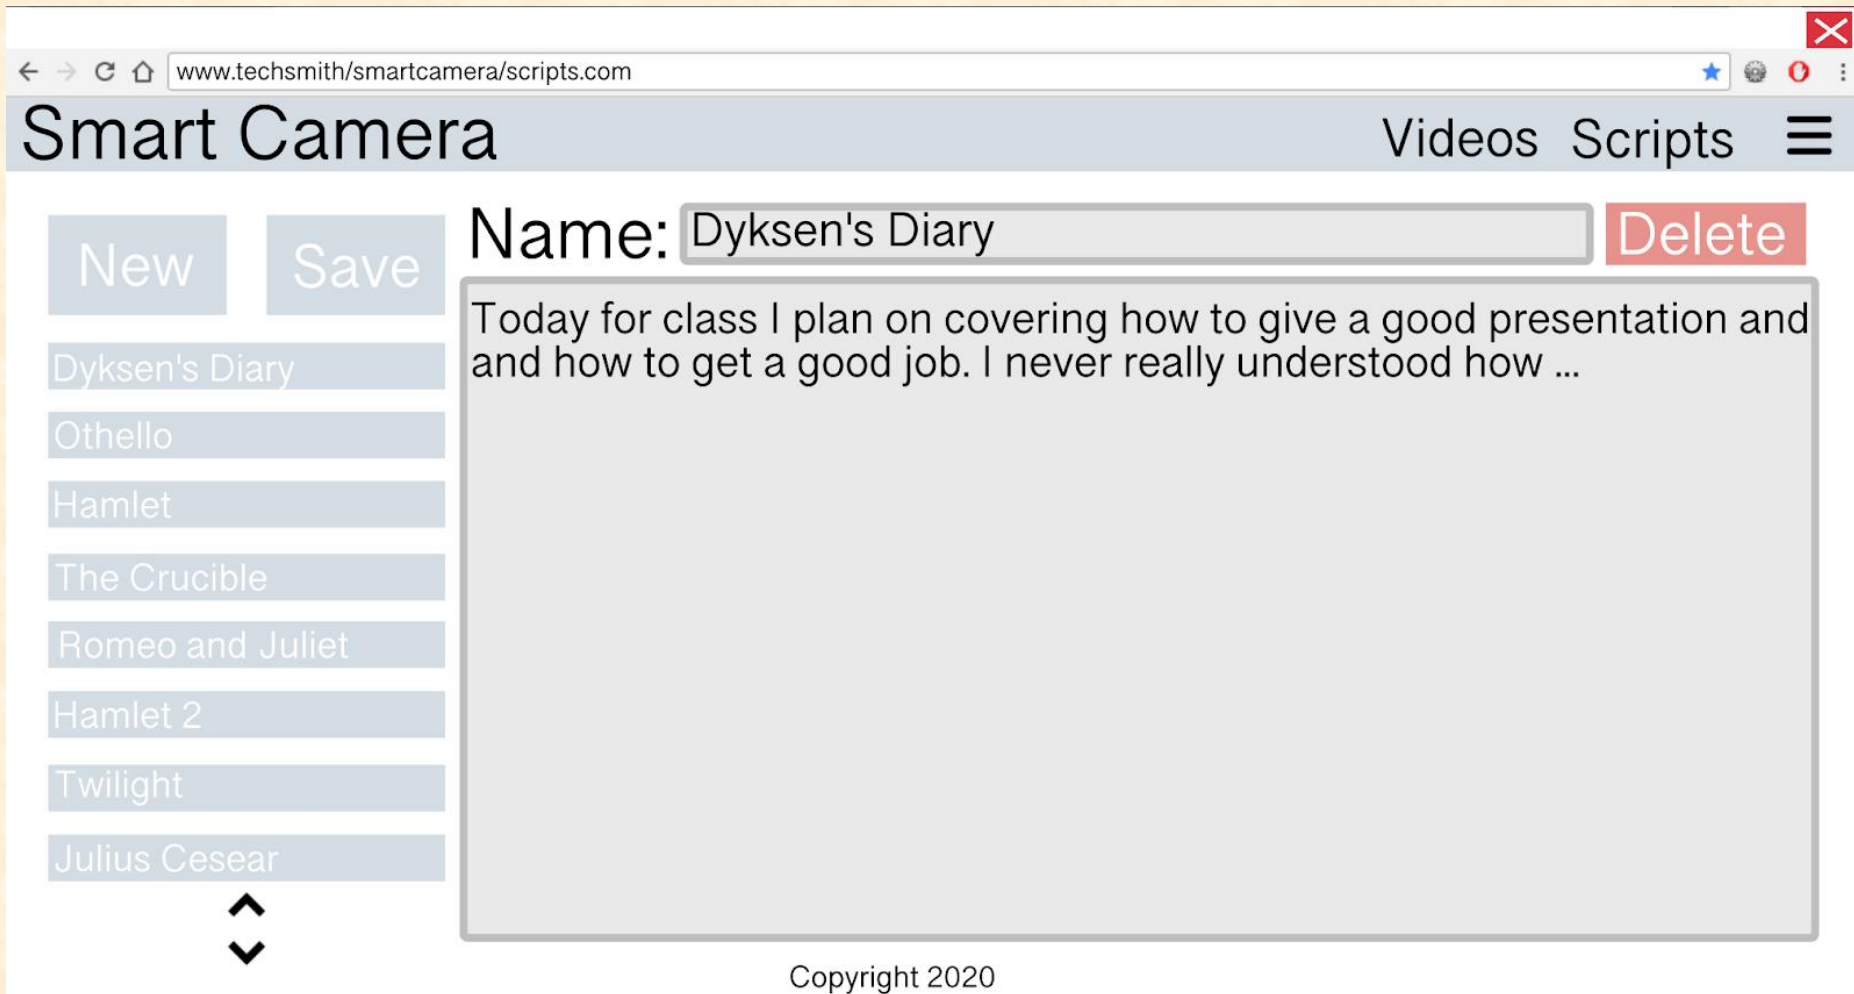 www.techsmith/smartcamera/scripts.com
Smart Camera
Videos Scripts
New Save
Name: Dyksen's Diary
Delete
Today for class I plan on covering how to give a good presentation and
and how to get a good job. I never really understood how ...
Dyksen's Diary
Othello
Hamlet
The Crucible
Romeo and Juliet
Hamlet 2
Twilight
Julius Cesear
Copyright 2020